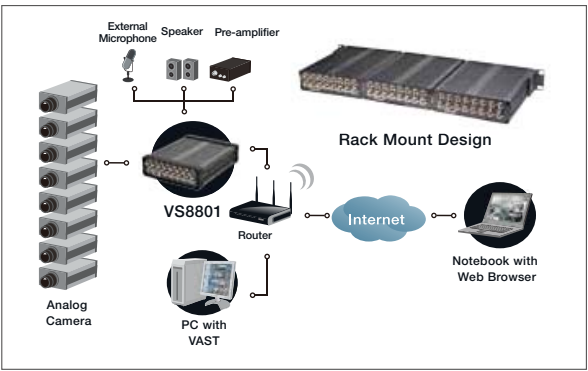 External
Microphone
Speaker
Pre-amplifier
Rack Mount Design
VS8801
Router
Internet
Notebook with
Web Browser
Analog
Camera
PC with
VAST